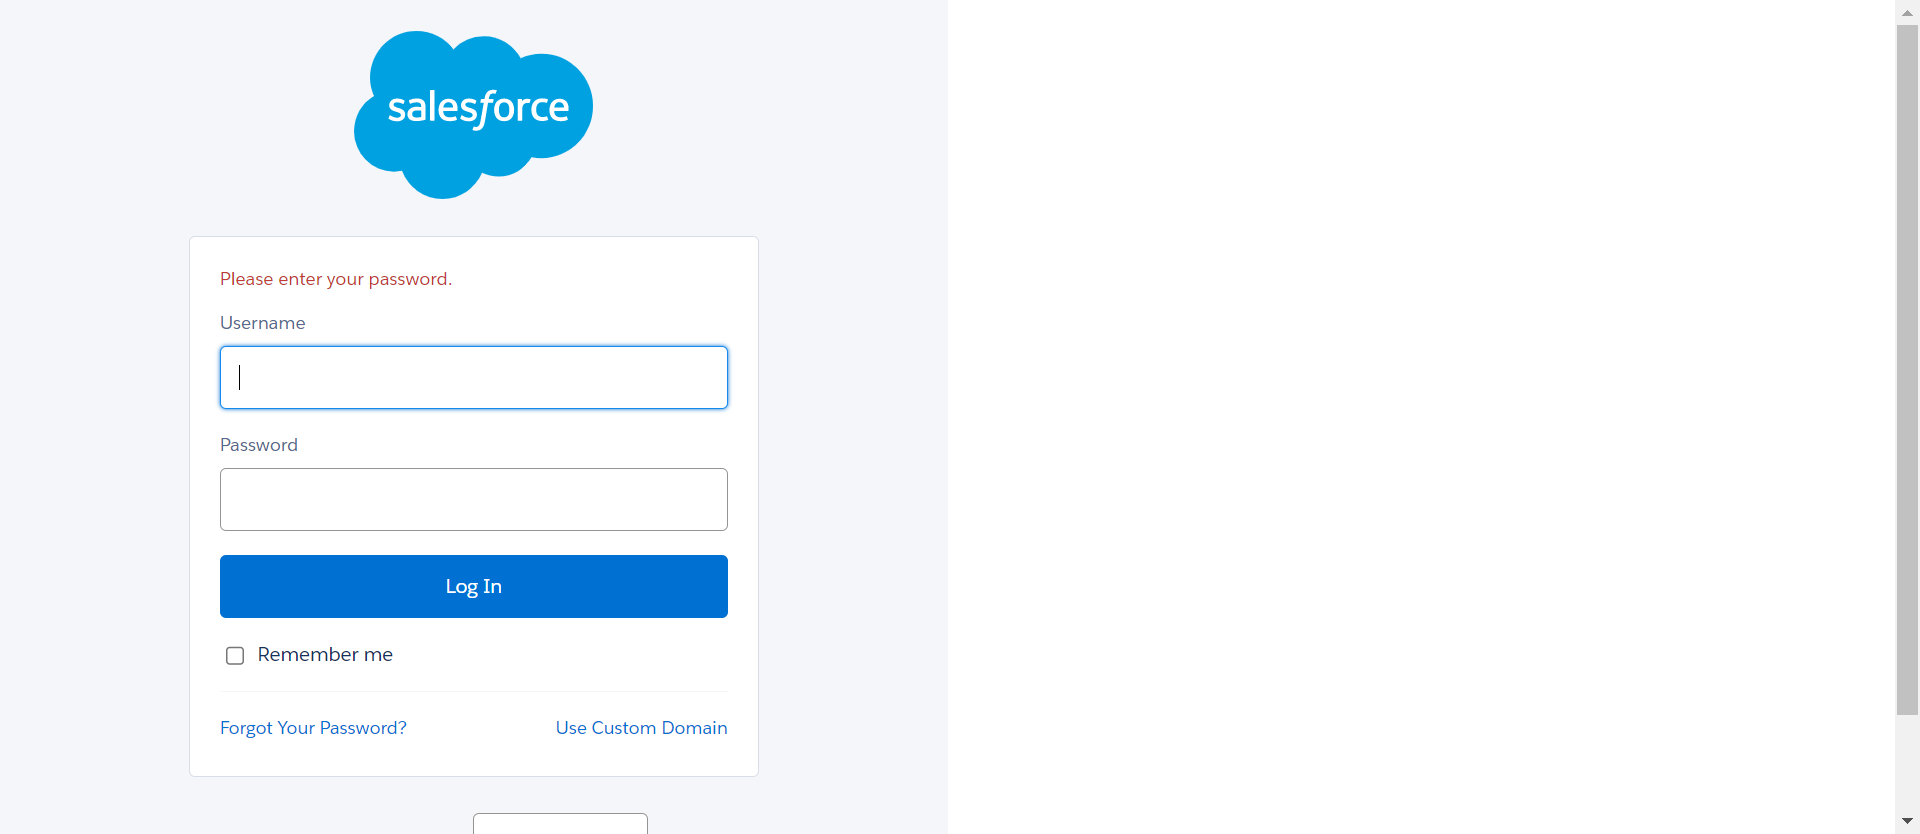 salesforce
Please enter your password.
Username
Password
Log In
Remember me
Forgot Your Password?
Use Custom Domain